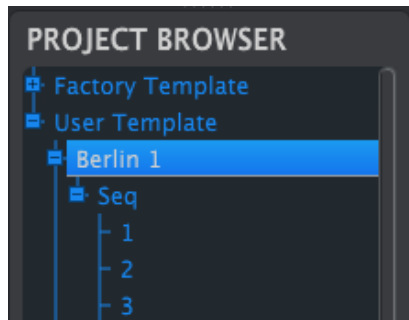 PROJECT BROWSER
Factory Template
User Template
Berlin 1
Seq
1
2
3